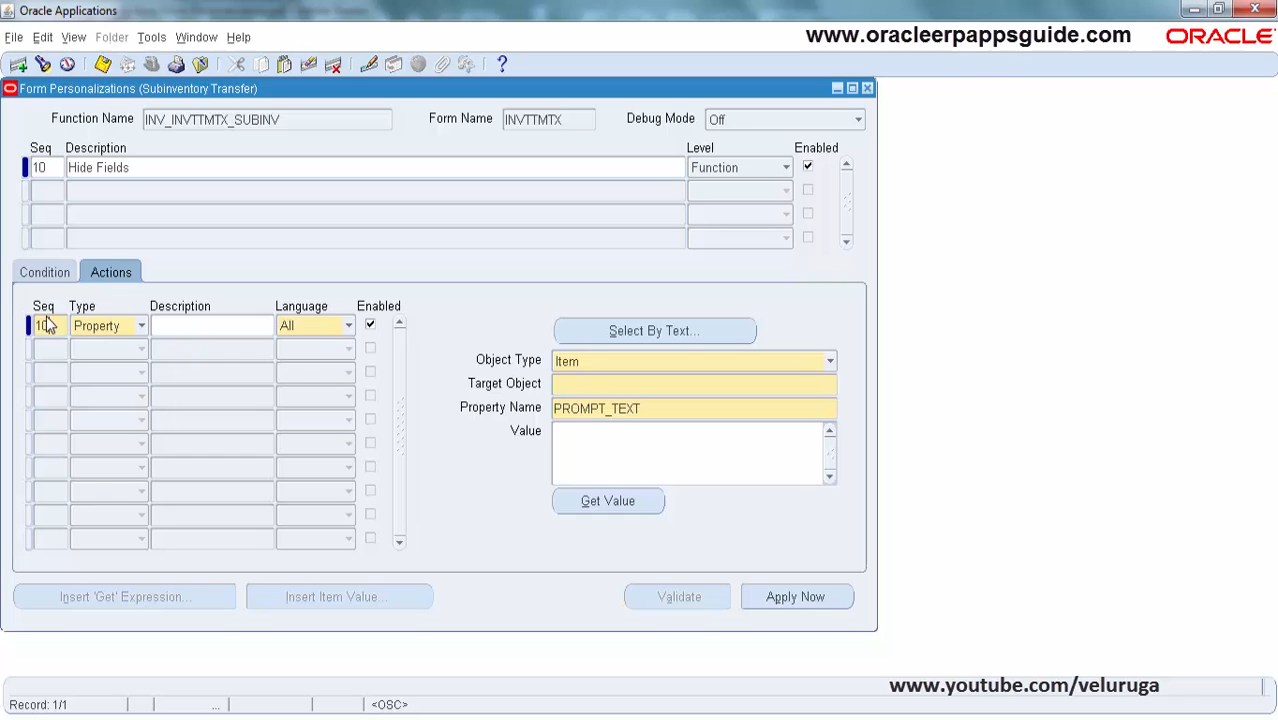 Oracle Applications
File Edit View Folder Tools Window Help
www.oracleerpappsguide.com
ORACLE
Form Personalizations (Subinventory Transfer)
Function Name INV_INVTTMTX_SUBINV Form Name INVTTMTX Debug Mode Off
Seq Description Level Enabled
10 Hide Fields Function
Condition Actions
Seq Type Description Language Enabled
10 Property All
Select By Text...
Object Type Item
Target Object
Property Name PROMPT_TEXT
Value
Get Value
Insert 'Get' Expression... Insert Item Value... Validate Apply Now
www.youtube.com/veluruga
Record: 1/1 ... <OSC>